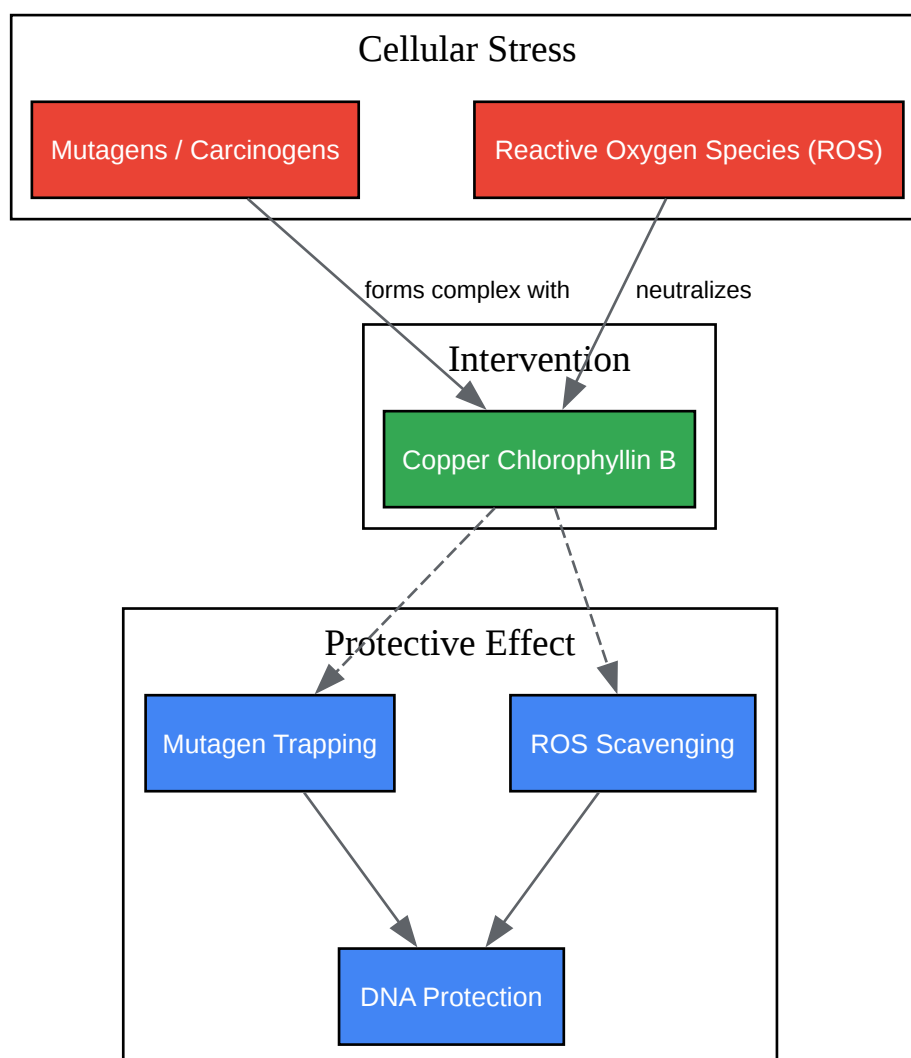 Cellular Stress
Mutagens / Carcinogens
Reactive Oxygen Species (ROS)
forms complex with
neutralizes
Intervention
Copper Chlorophyllin B
Protective Effect
Mutagen Trapping
ROS Scavenging
DNA Protection